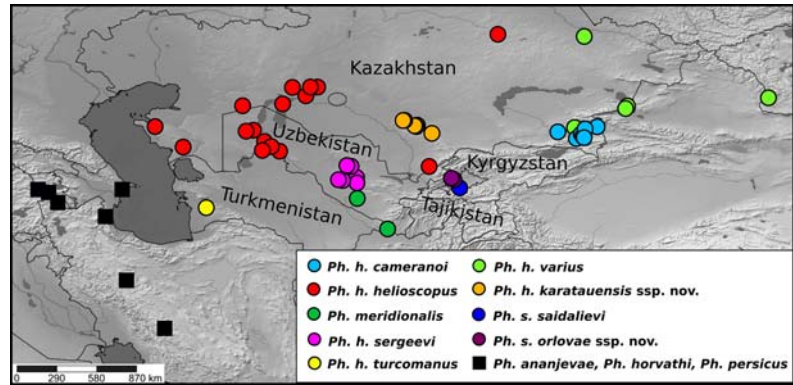 Kazakhstan
Uzbekistan
Kyrgyzstan
Turkmenistan
Tajikistan
Ph. h. cameranoi
Ph. h. varius
Ph. h. helioscopus
Ph. h. karatauensis ssp. nov.
Ph. meridionalis
Ph. s. saidalievi
Ph. h. sergeevi
Ph. s. orlovae ssp. nov.
Ph. h. turcomanus
Ph. ananjevae, Ph. horvathi, Ph. persicus
0 290 580 870 km